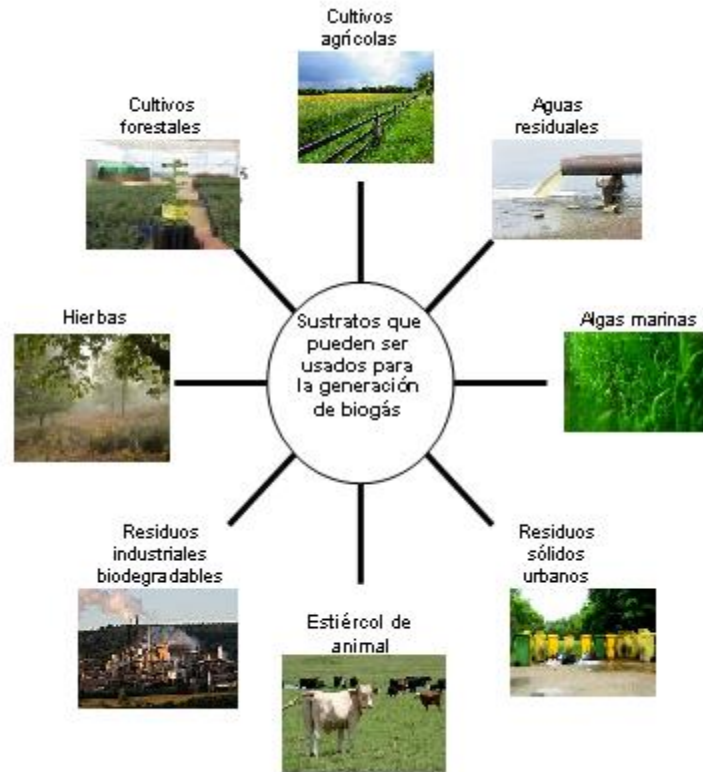 Cultivos
agrícolas
Cultivos
forestales
Aguas
residuales
Hierbas
Sustratos que
pueden ser
usados para
la generación
de biogás
Algas marinas
Residuos
industriales
biodegradables
Residuos
sólidos
urbanos
Estiércol de
animal